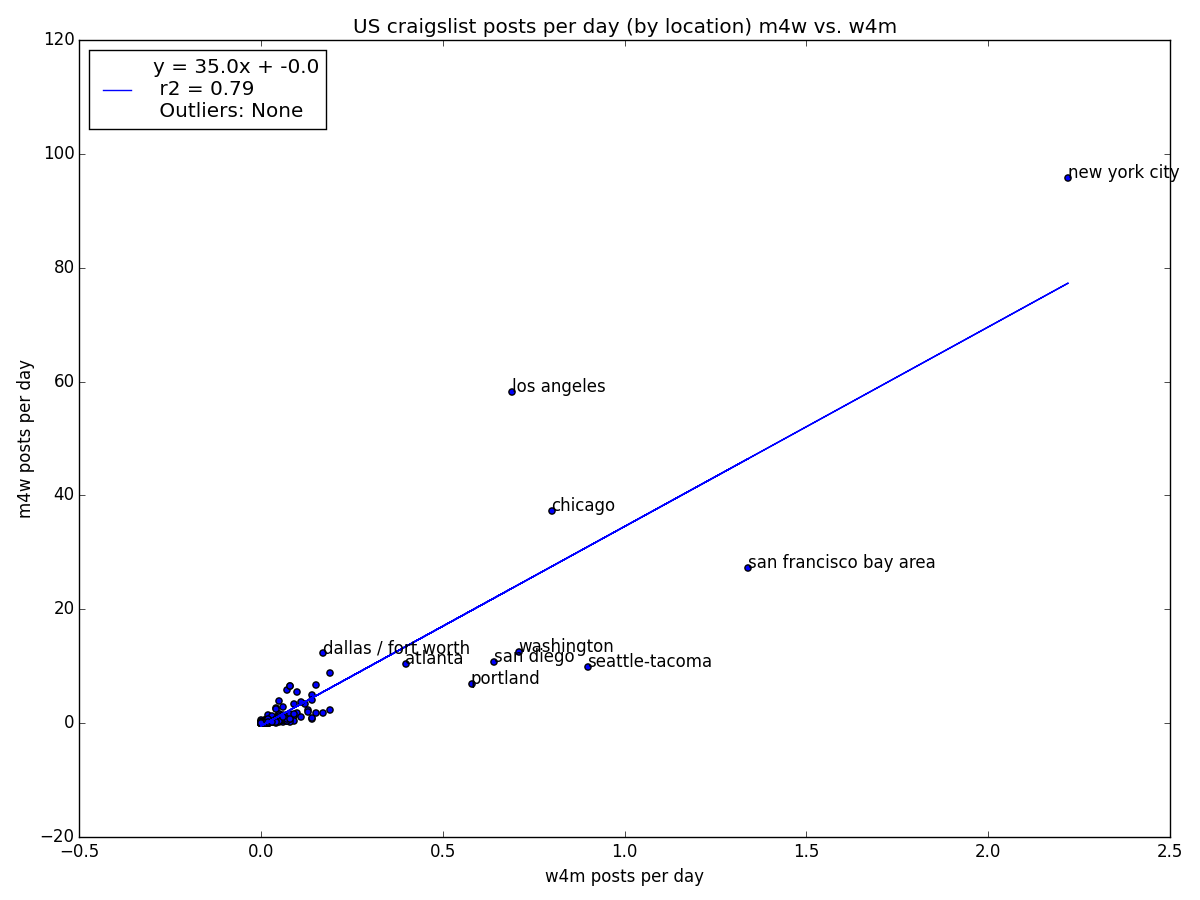 US craigslist posts per day (by location) m4w vs. w4m
120
100
80
60
40
20
0
−20
y = 35.0x + -0.0
r2 = 0.79
Outliers: None
new york city
los angeles
chicago
san francisco bay area
dallas / fort worth
washington
atlanta
san diego
seattle-tacoma
portland
m4w posts per day
−0.5
0.0
0.5
1.0
1.5
2.0
2.5
w4m posts per day